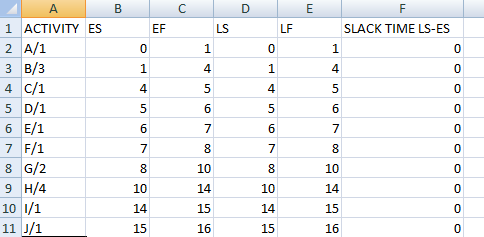 A B C D E F
1 ACTIVITY ES EF LS LF SLACK TIME LS-ES
2 A/1 0 1 0 1 0
3 B/3 1 4 1 4 0
4 C/1 4 5 4 5 0
5 D/1 5 6 5 6 0
6 E/1 6 7 6 7 0
7 F/1 7 8 7 8 0
8 G/2 8 10 8 10 0
9 H/4 10 14 10 14 0
10 I/1 14 15 14 15 0
11 J/1 15 16 15 16 0